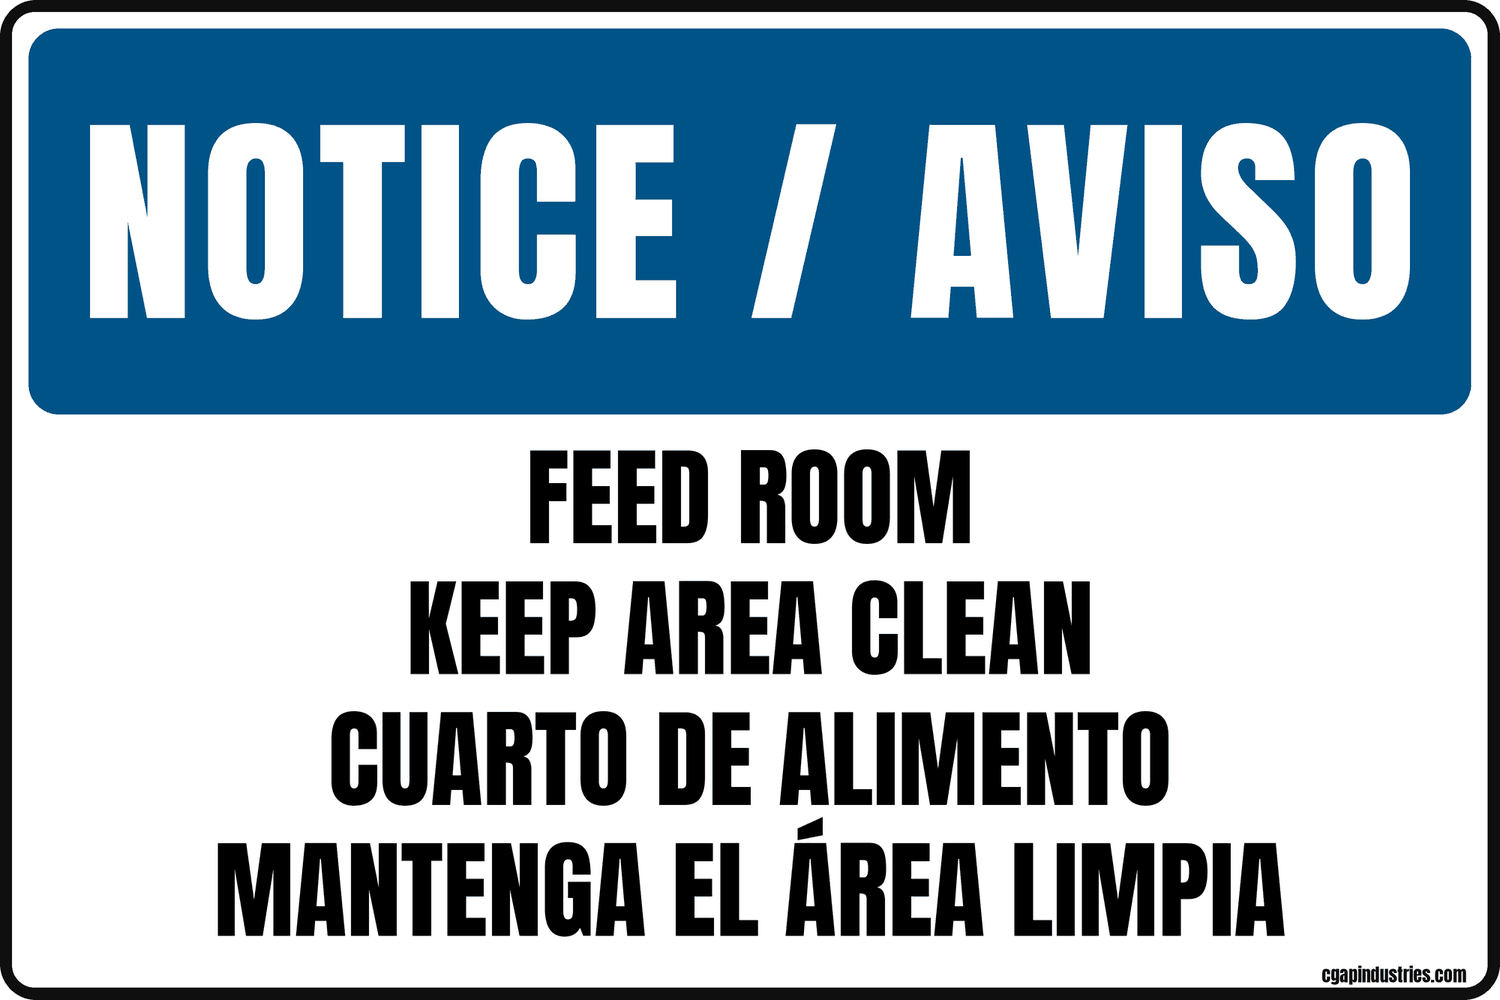 NOTICE / AVISO
FEED ROOM
KEEP AREA CLEAN
CUARTO DE ALIMENTO
MANTENGA EL ÁREA LIMPIA
cgapindustries.com